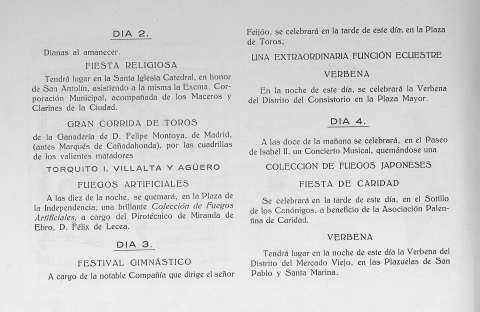 DIA 2.
Dianas al amanecer.
FIESTA RELIGIOSA
Tendrá lugar en la Santa Iglesia Catedral, en honor
de San Antolín, asistiendo a la misma la Excma. Cor-
poración Municipal, acompañada de los Maceros y
Clarines de la Ciudad.
GRAN CORRIDA DE TOROS
de la Ganadería de D. Felipe Montoya, de Madrid,
(antes Marqués de Cañadahonda), por las cuadrillas
de los valientes matadores
TORQUITO I, VILLALTA Y AGÜERO
FUEGOS ARTIFICIALES
A las diez de la noche, se quemará, en la Plaza de
la Independencia, una brillante Colección de Fuegos
Artificiales, a cargo del Pirotécnico de Miranda de
Ebro, D. Félix de Lecea.
DIA 3.
FESTIVAL GIMNÁSTICO
A cargo de la notable Compañía que dirige el señor
Feijóo, se celebrará en la tarde de este día, en la Plaza
de Toros.
UNA EXTRAORDINARIA FUNCIÓN ECUESTRE
VERBENA
En la noche de este día, se celebrará la Verbena
del Distrito del Consistorio en la Plaza Mayor.
DIA 4.
A las doce de la mañana se celebrará, en el Paseo
de Isabel II, un Concierto Musical, quemándose una
COLECCIÓN DE FUEGOS JAPONESES
FIESTA DE CARIDAD
Se celebrará en la tarde de este día, en el Sotillo
de los Canónigos, a beneficio de la Asociación Palen-
tina de Caridad.
VERBENA
Tendrá lugar en la noche de este día la Verbena del
Distrito del Mercado Viejo, en las Plazuelas de San
Pablo y Santa Marina.